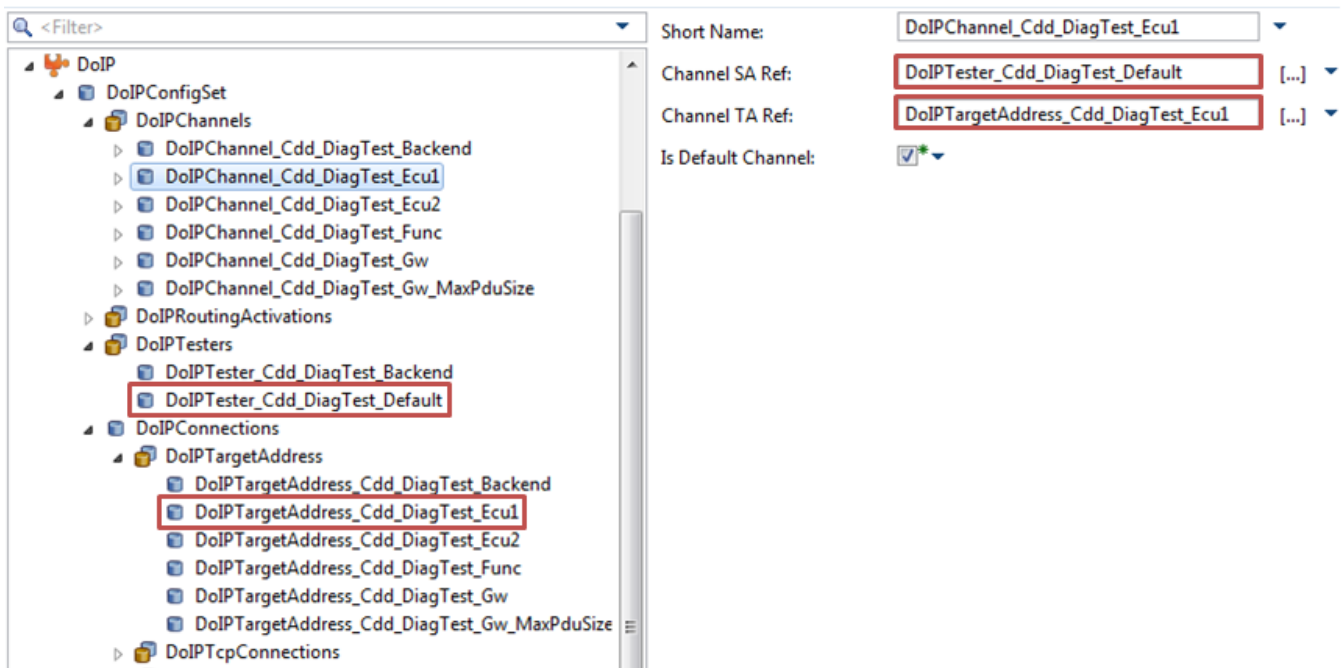 <Filter>
DoIP
DoIPConfigSet
DoIPChannels
DoIPChannel_Cdd_DiagTest_Backend
DoIPChannel_Cdd_DiagTest_Ecu1
DoIPChannel_Cdd_DiagTest_Ecu2
DoIPChannel_Cdd_DiagTest_Func
DoIPChannel_Cdd_DiagTest_Gw
DoIPChannel_Cdd_DiagTest_Gw_MaxPduSize
DoIPRoutingActivations
DoIPTesters
DoIPTester_Cdd_DiagTest_Backend
DoIPTester_Cdd_DiagTest_Default
DoIPConnections
DoIPTargetAddress
DoIPTargetAddress_Cdd_DiagTest_Backend
DoIPTargetAddress_Cdd_DiagTest_Ecu1
DoIPTargetAddress_Cdd_DiagTest_Ecu2
DoIPTargetAddress_Cdd_DiagTest_Func
DoIPTargetAddress_Cdd_DiagTest_Gw
DoIPTargetAddress_Cdd_DiagTest_Gw_MaxPduSize
DoIPTcpConnections
Short Name: DoIPChannel_Cdd_DiagTest_Ecu1
Channel SA Ref: DoIPTester_Cdd_DiagTest_Default [...]
Channel TA Ref: DoIPTargetAddress_Cdd_DiagTest_Ecu1 [...]
Is Default Channel: